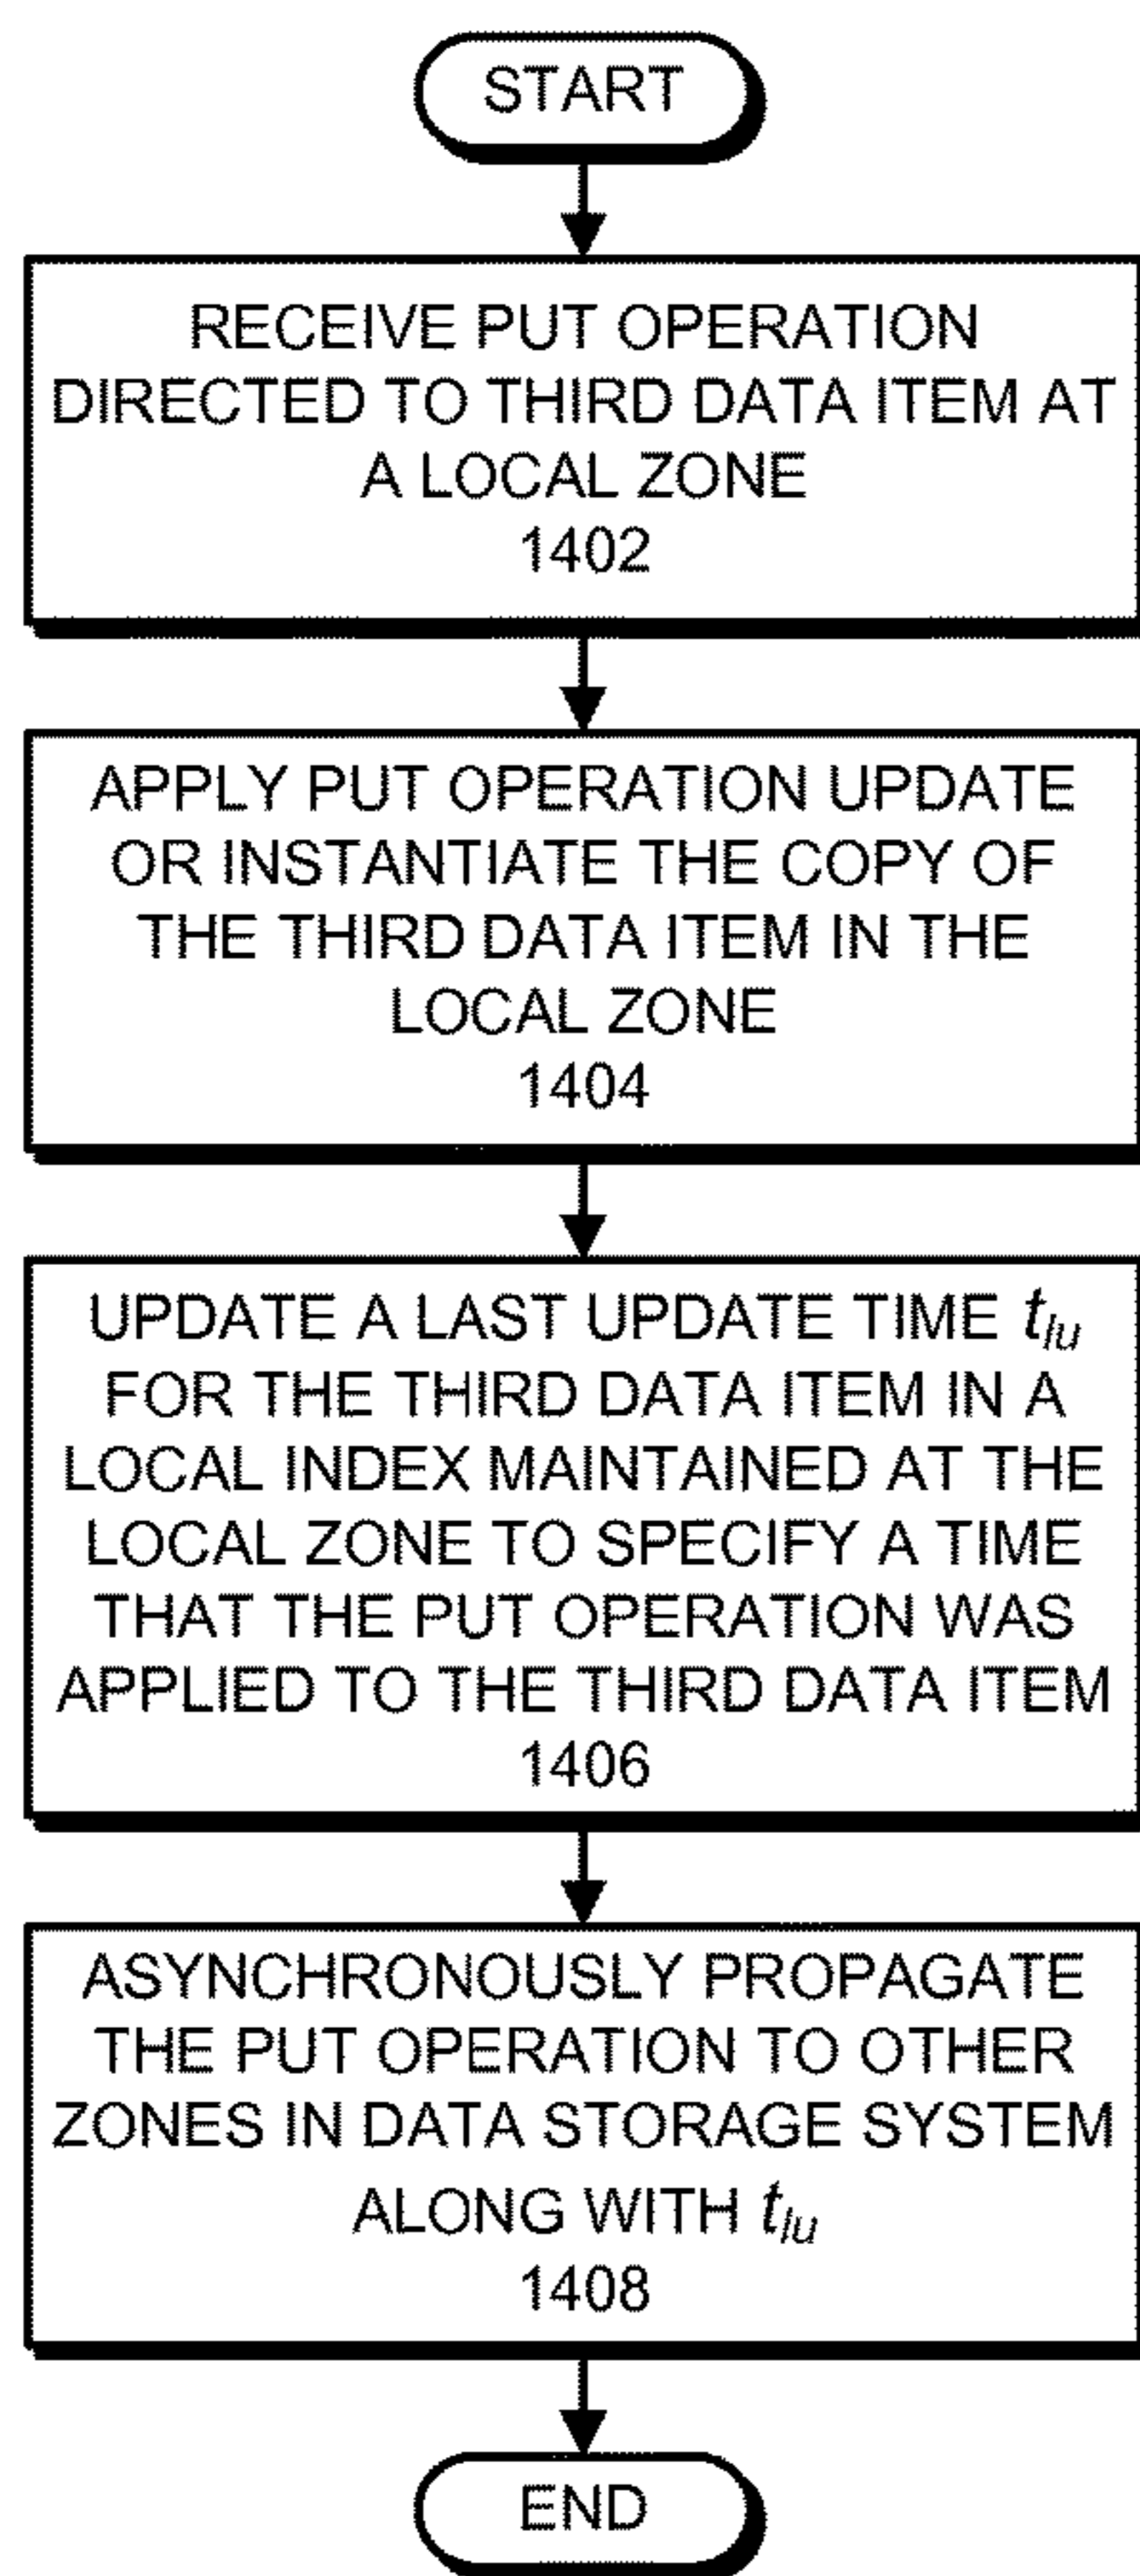 START
RECEIVE PUT OPERATION
DIRECTED TO THIRD DATA ITEM AT
A LOCAL ZONE
1402
APPLY PUT OPERATION UPDATE
OR INSTANTIATE THE COPY OF
THE THIRD DATA ITEM IN THE
LOCAL ZONE
1404
UPDATE A LAST UPDATE TIME t_lu
FOR THE THIRD DATA ITEM IN A
LOCAL INDEX MAINTAINED AT THE
LOCAL ZONE TO SPECIFY A TIME
THAT THE PUT OPERATION WAS
APPLIED TO THE THIRD DATA ITEM
1406
ASYNCHRONOUSLY PROPAGATE
THE PUT OPERATION TO OTHER
ZONES IN DATA STORAGE SYSTEM
ALONG WITH t_lu
1408
END